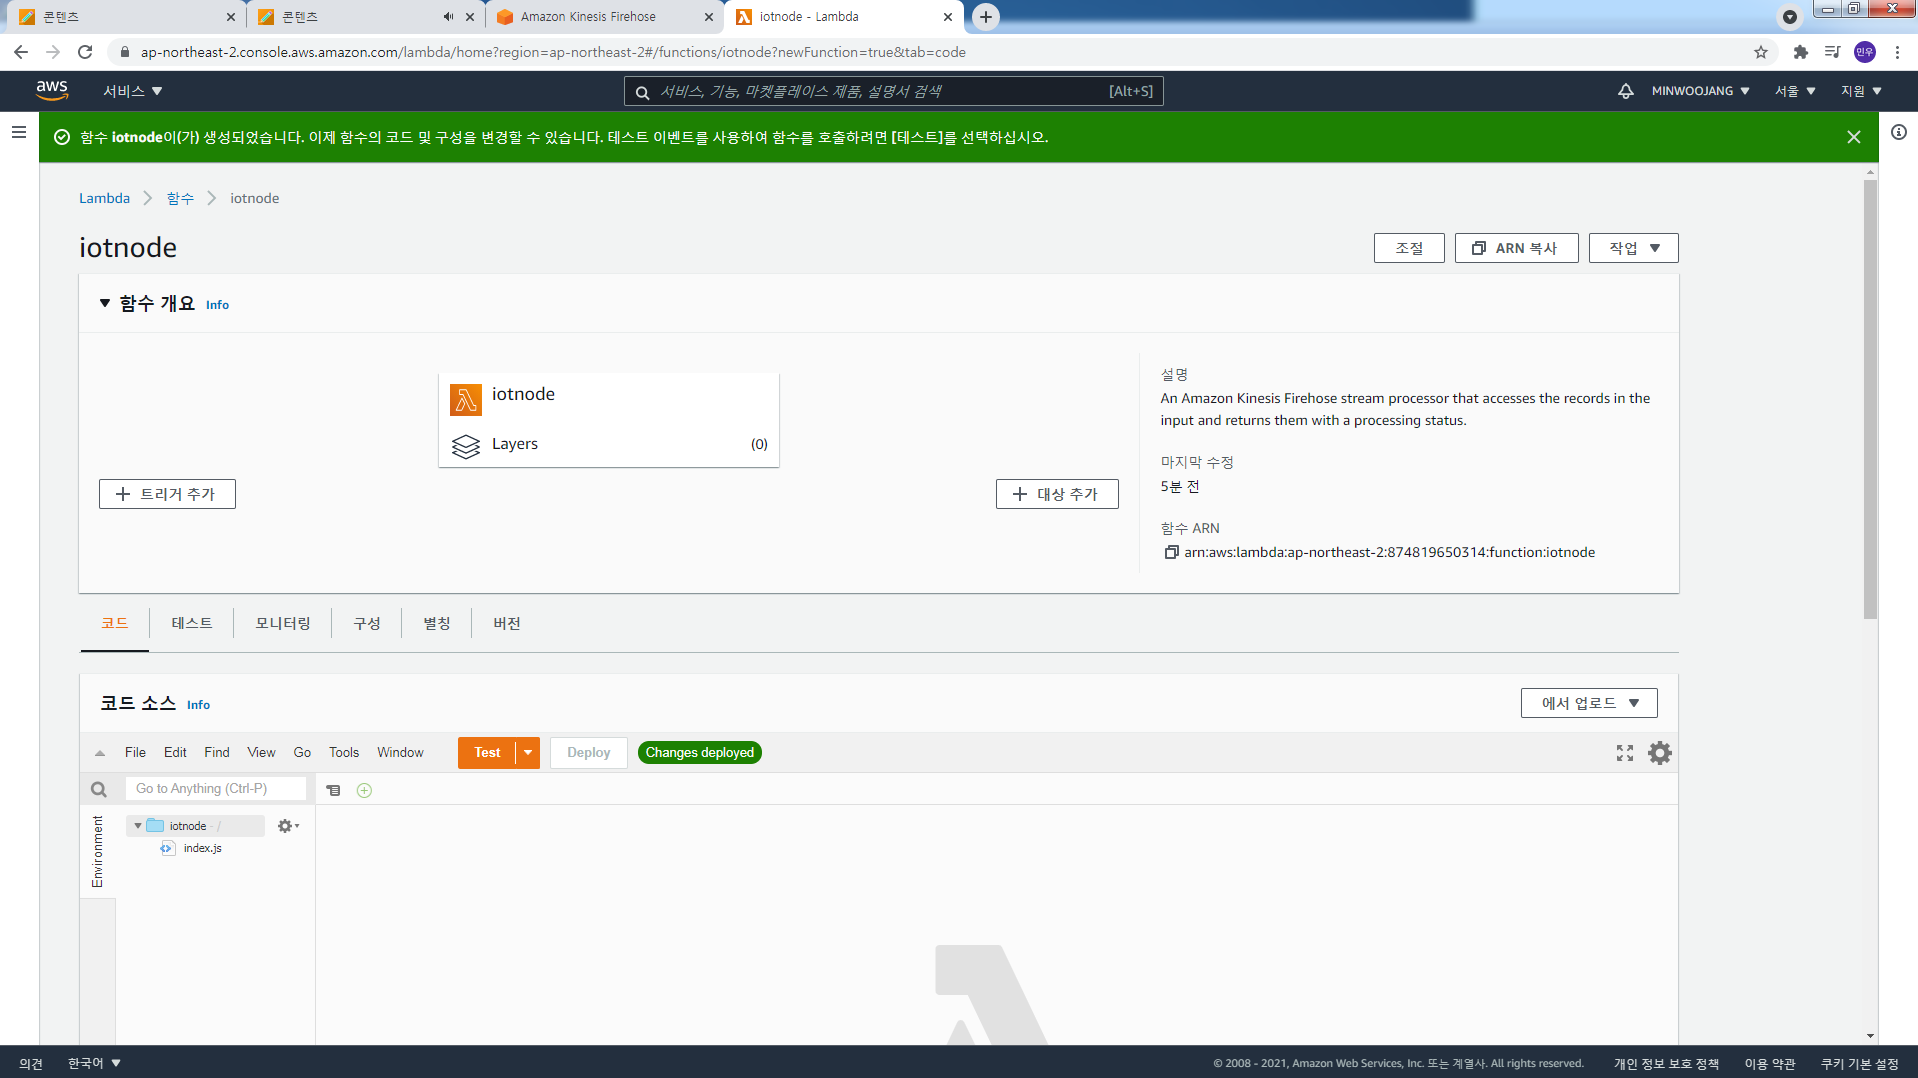 콘텐츠
콘텐츠
Amazon Kinesis Firehose
iotnode - Lambda
ap-northeast-2.console.aws.amazon.com/lambda/home?region=ap-northeast-2#/functions/iotnode?newFunction=true&tab=code
민우
aws
서비스
서비스, 기능, 마켓플레이스 제품, 설명서 검색
[Alt+S]
MINWOOJANG
서울
지원
함수 iotnode이(가) 생성되었습니다. 이제 함수의 코드 및 구성을 변경할 수 있습니다. 테스트 이벤트를 사용하여 함수를 호출하려면 [테스트]를 선택하십시오.
Lambda
함수
iotnode
iotnode
조절
ARN 복사
작업
함수 개요 Info
iotnode
Layers
(0)
트리거 추가
대상 추가
설명
An Amazon Kinesis Firehose stream processor that accesses the records in the
input and returns them with a processing status.
마지막 수정
5분 전
함수 ARN
arn:aws:lambda:ap-northeast-2:874819650314:function:iotnode
코드
테스트
모니터링
구성
별칭
버전
코드 소스 Info
에서 업로드
File Edit Find View Go Tools Window
Test
Deploy
Changes deployed
Go to Anything (Ctrl-P)
Environment
iotnode - /
index.js
의견
한국어
© 2008 - 2021, Amazon Web Services, Inc. 또는 계열사. All rights reserved.
개인 정보 보호 정책
이용 약관
쿠키 기본 설정